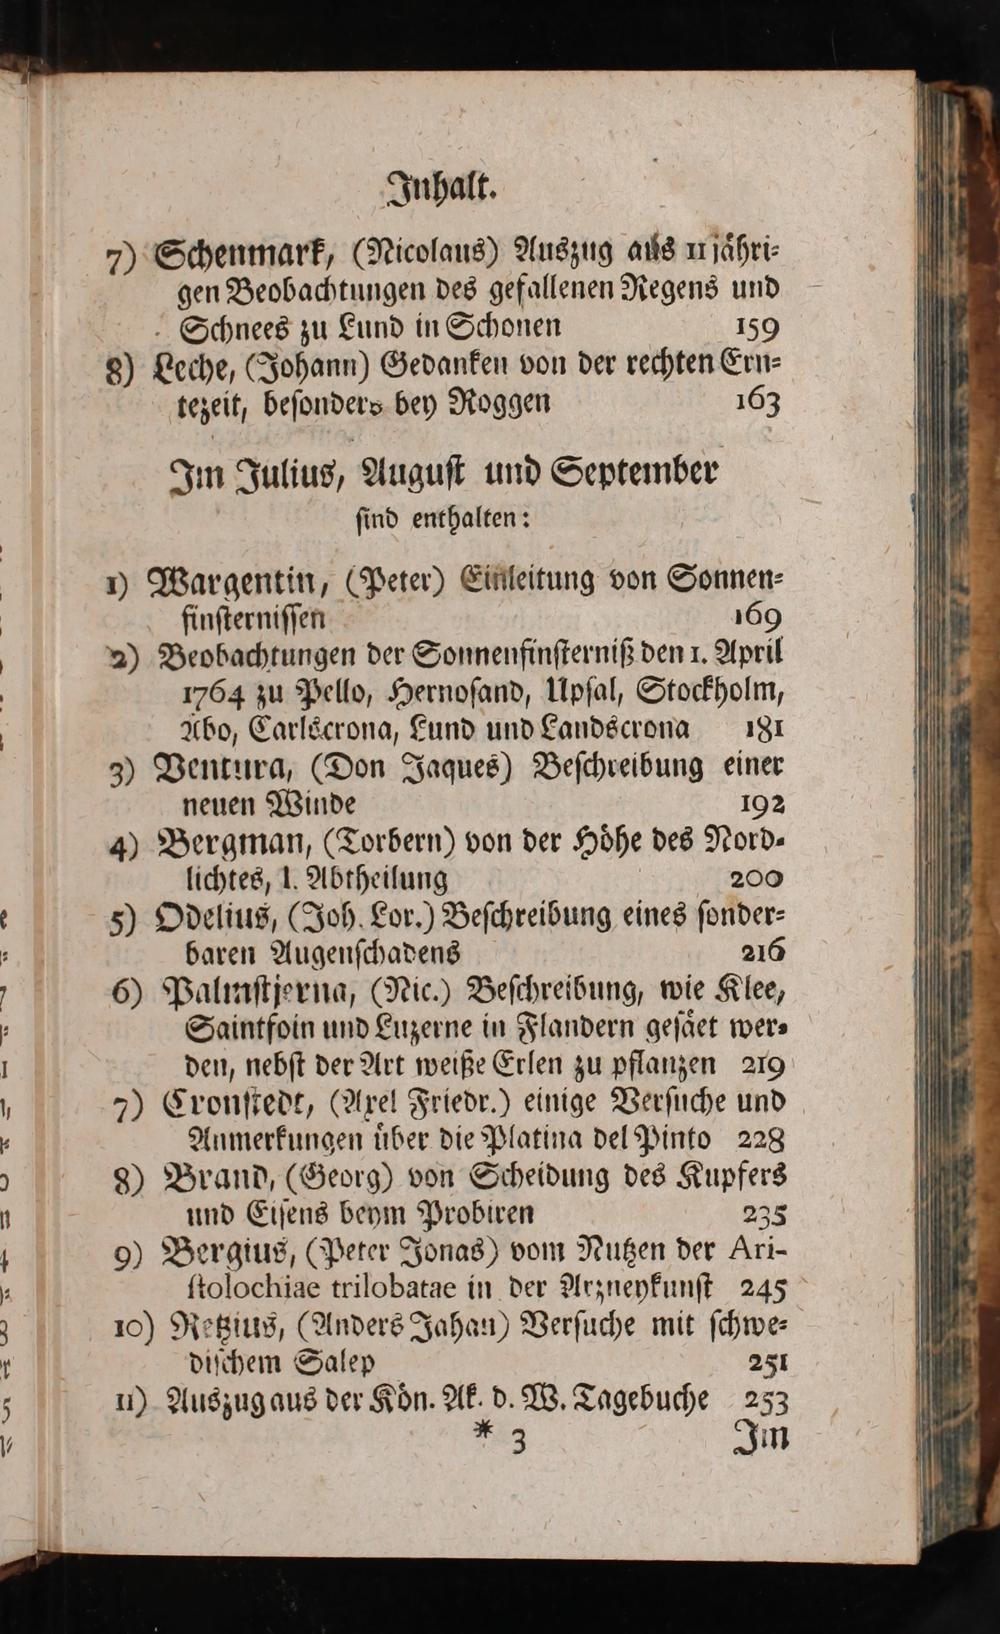 Inhalt.
7) Schenmark, (Nicolaus) Auszug aus 11 jähri-
gen Beobachtungen des gefallenen Regens und
Schnees zu Lund in Schonen 159
8) Leche, (Johann) Gedanken von der rechten Ern-
tezeit, beſonders bey Roggen 163
Im Julius, Auguſt und September
ſind enthalten:
1) Wargentin, (Peter) Einleitung von Sonnen-
finſterniſſen 169
2) Beobachtungen der Sonnenfinſterniß den 1. April
1764 zu Pello, Hernoſand, Upſal, Stockholm,
Åbo, Carlscrona, Lund und Landscrona 181
3) Ventura, (Don Jaques) Beſchreibung einer
neuen Winde 192
4) Bergman, (Torbern) von der Höhe des Nord-
lichtes, 1. Abtheilung 200
5) Odelius, (Joh. Lor.) Beſchreibung eines ſonder-
baren Augenſchadens 216
6) Palmſtjerna, (Nic.) Beſchreibung, wie Klee,
Saintfoin und Luzerne in Flandern geſäet wer-
den, nebſt der Art weiße Erlen zu pflanzen 219
7) Cronſtedt, (Axel Friedr.) einige Verſuche und
Anmerkungen über die Platina del Pinto 228
8) Brand, (Georg) von Scheidung des Kupfers
und Eiſens beym Probiren 235
9) Bergius, (Peter Jonas) vom Nutzen der Ari-
ſtolochiae trilobatae in der Arzneykunſt 245
10) Retzius, (Anders Jahan) Verſuche mit ſchwe-
diſchem Salep 251
11) Auszug aus der Kön. Ak. d. W. Tagebuche 253
* 3 Im